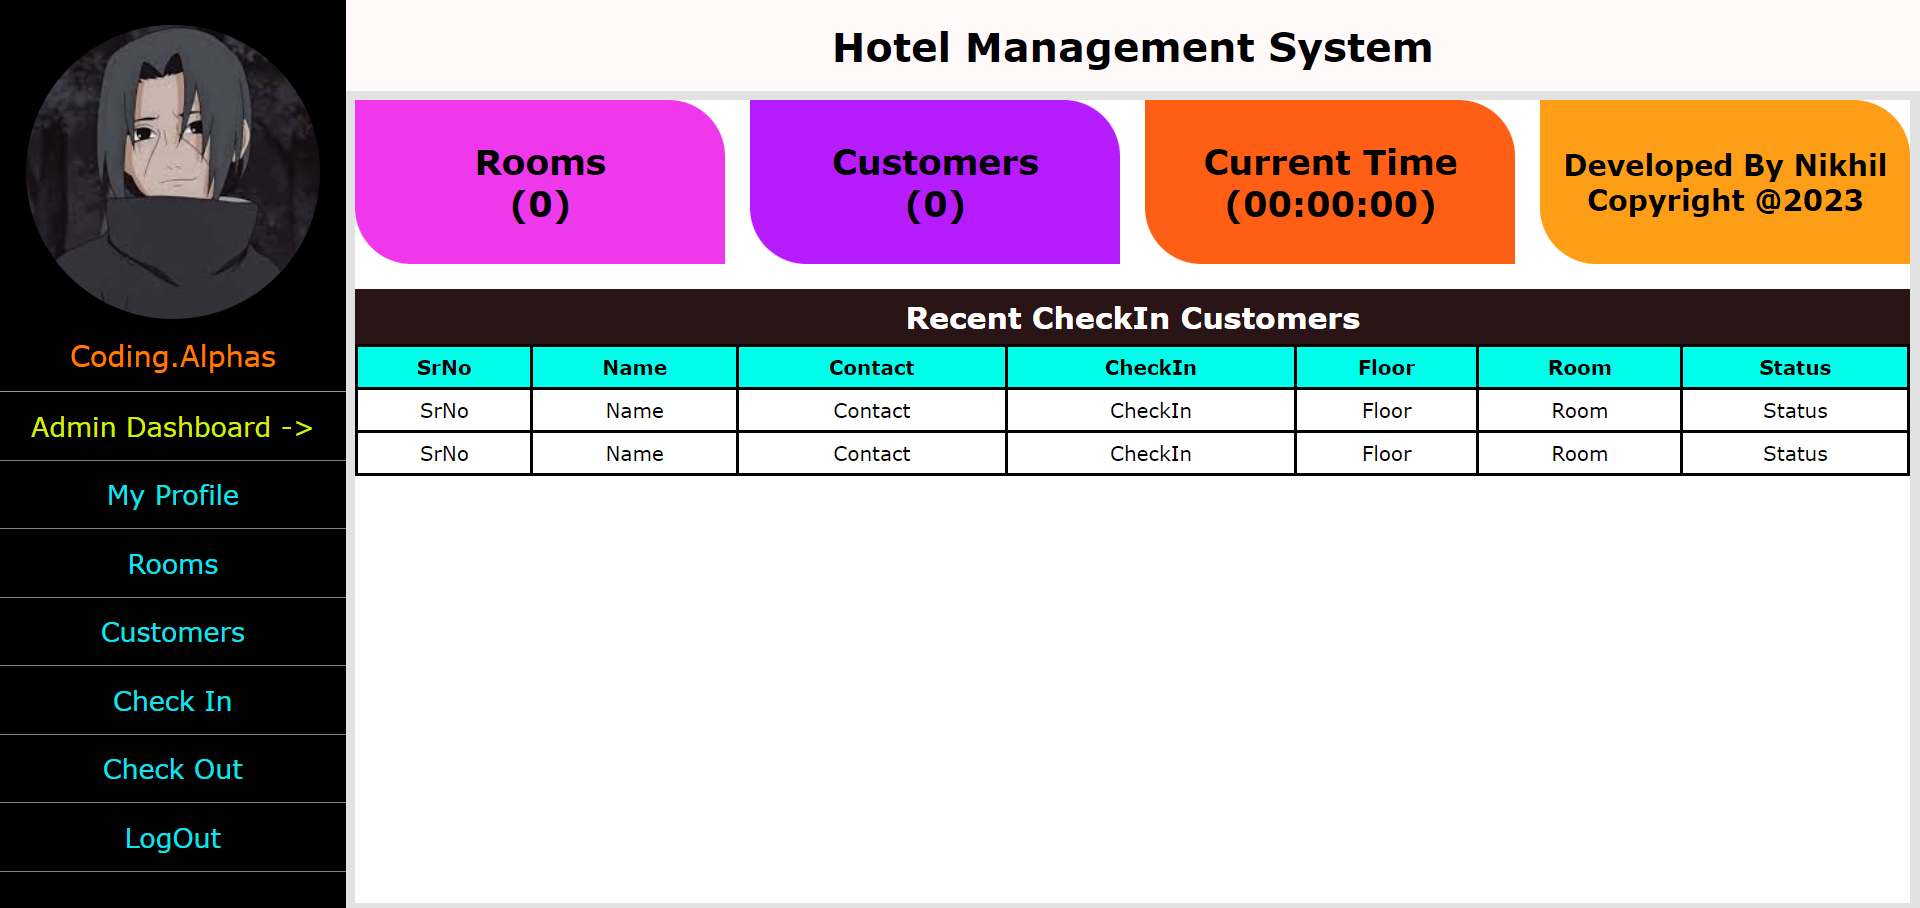 Hotel Management System
Coding.Alphas
Admin Dashboard ->
My Profile
Rooms
Customers
Check In
Check Out
LogOut
Rooms
(0)
Customers
(0)
Current Time
(00:00:00)
Developed By Nikhil
Copyright @2023
Recent CheckIn Customers
SrNo Name Contact CheckIn Floor Room Status
SrNo Name Contact CheckIn Floor Room Status
SrNo Name Contact CheckIn Floor Room Status